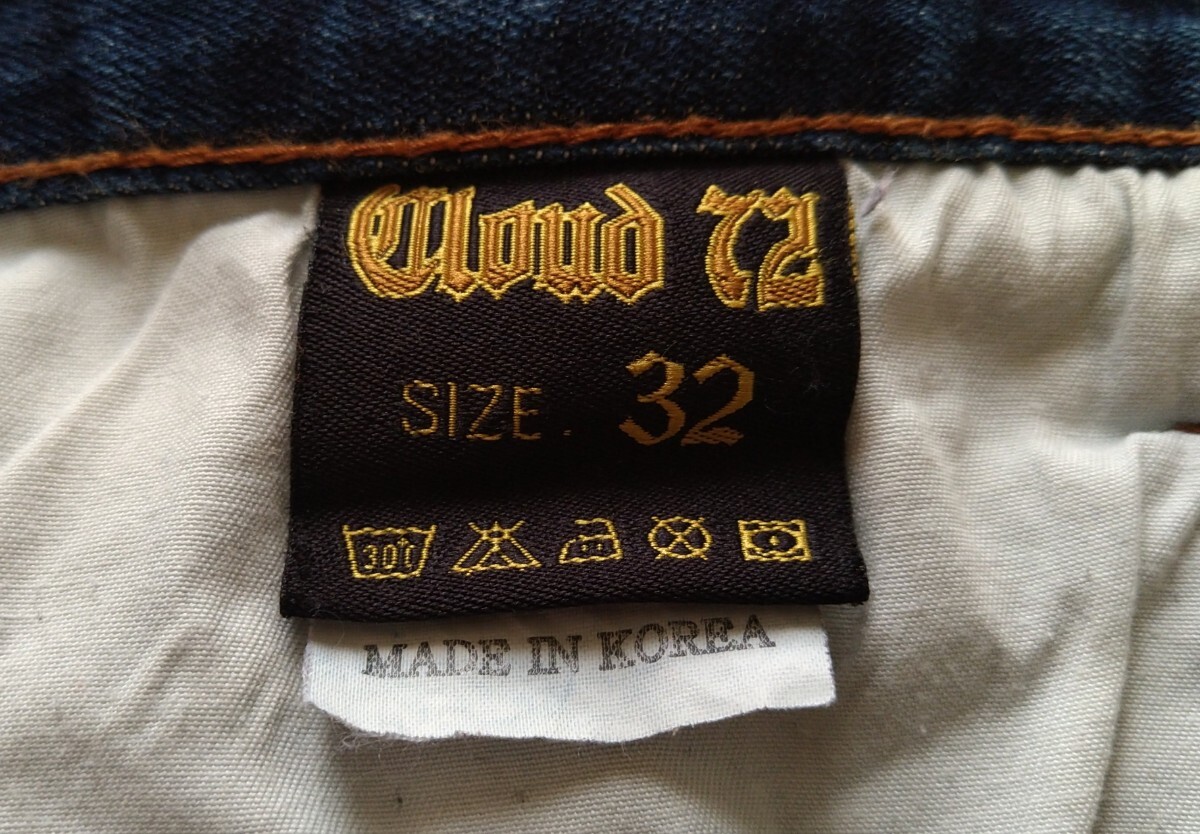 Cloud 72
SIZE. 32
30°C
MADE IN KOREA